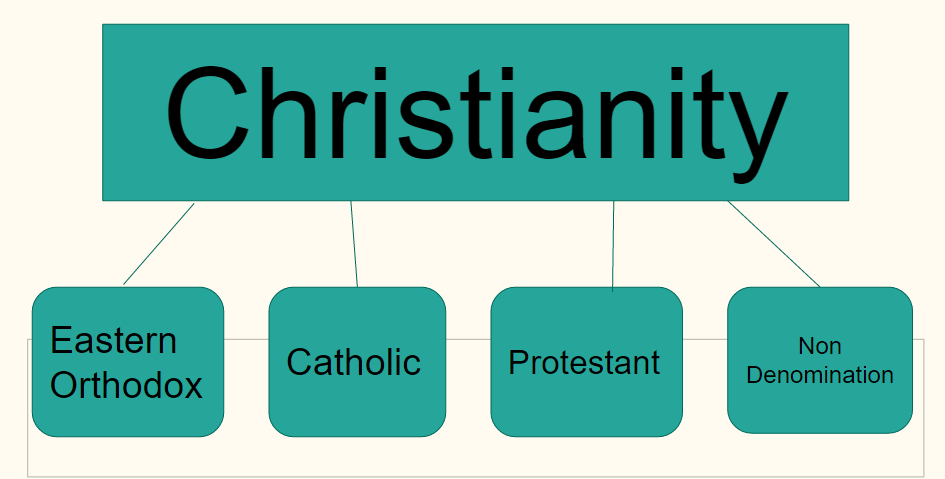 Christianity
Eastern
Orthodox
Catholic
Protestant
Non
Denomination